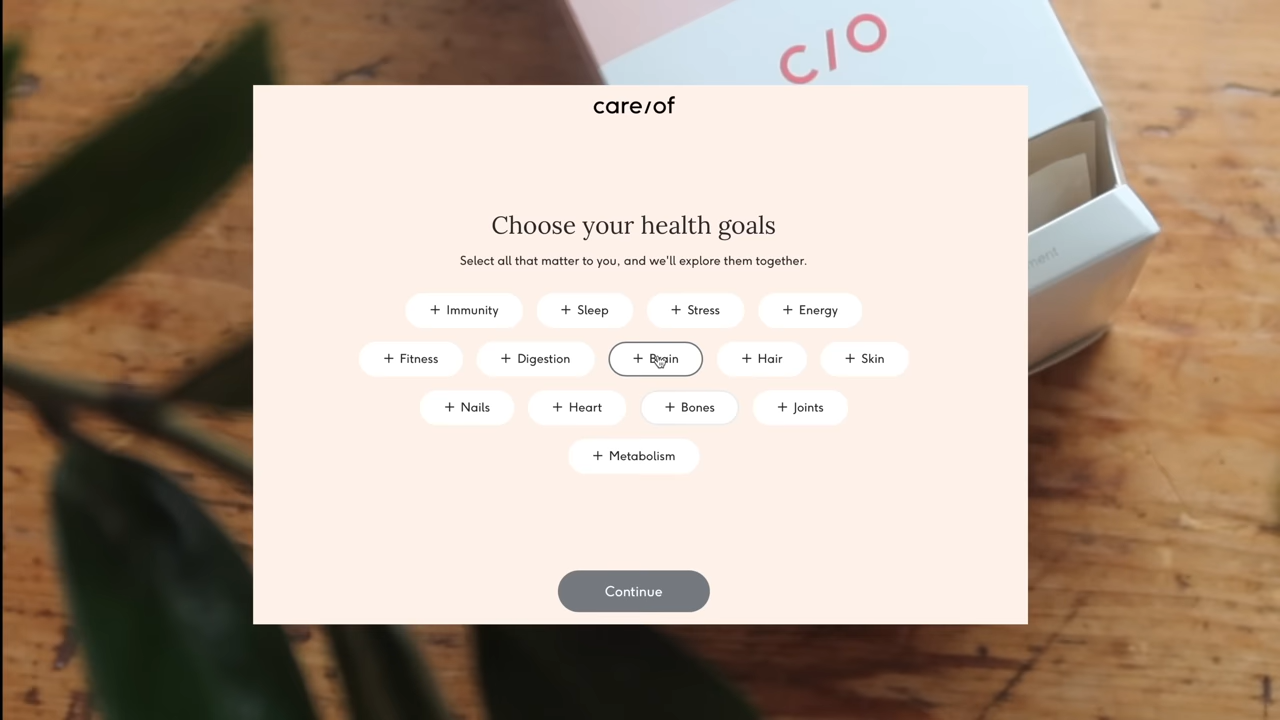 C/O
care/of
ment
Choose your health goals
Select all that matter to you, and we'll explore them together.
+ Immunity + Sleep + Stress + Energy
+ Fitness + Digestion + Brain + Hair + Skin
+ Nails + Heart + Bones + Joints
+ Metabolism
Continue